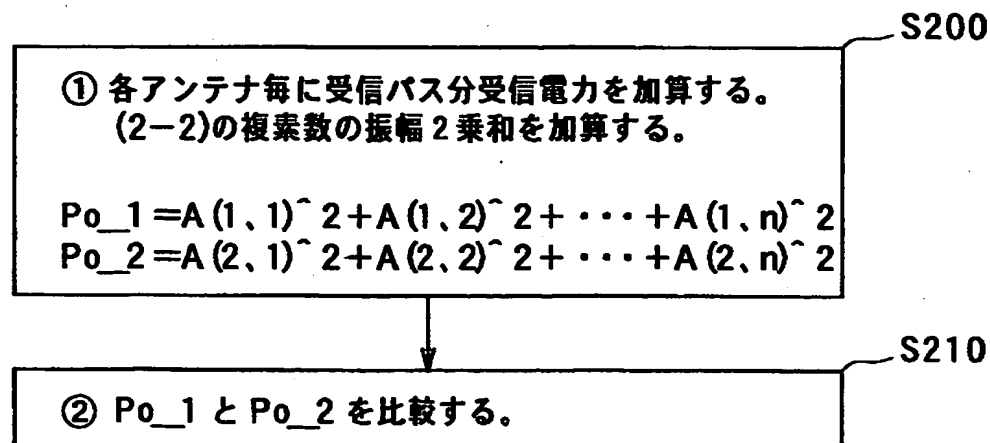 S200
① 各アンテナ毎に受信パス分受信電力を加算する。
(2−2)の複素数の振幅2乗和を加算する。
Po_1=A(1、1)^2+A(1、2)^2+・・・+A(1、n)^2
Po_2=A(2、1)^2+A(2、2)^2+・・・+A(2、n)^2
S210
② Po_1 と Po_2 を比較する。